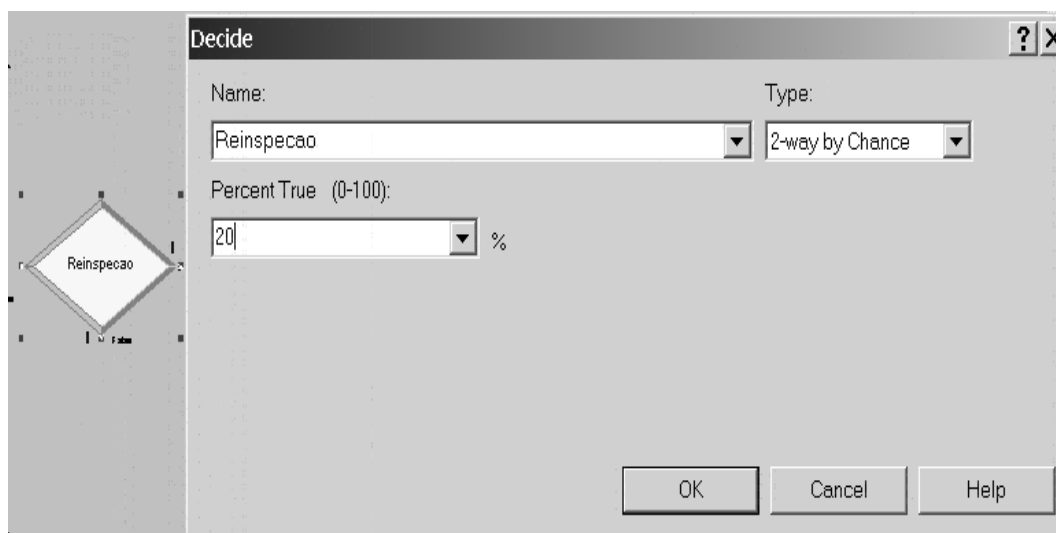 Decide
Name:
Type:
Reinspecao
2-way by Chance
Percent True (0-100):
20
%
Reinspecao
OK
Cancel
Help